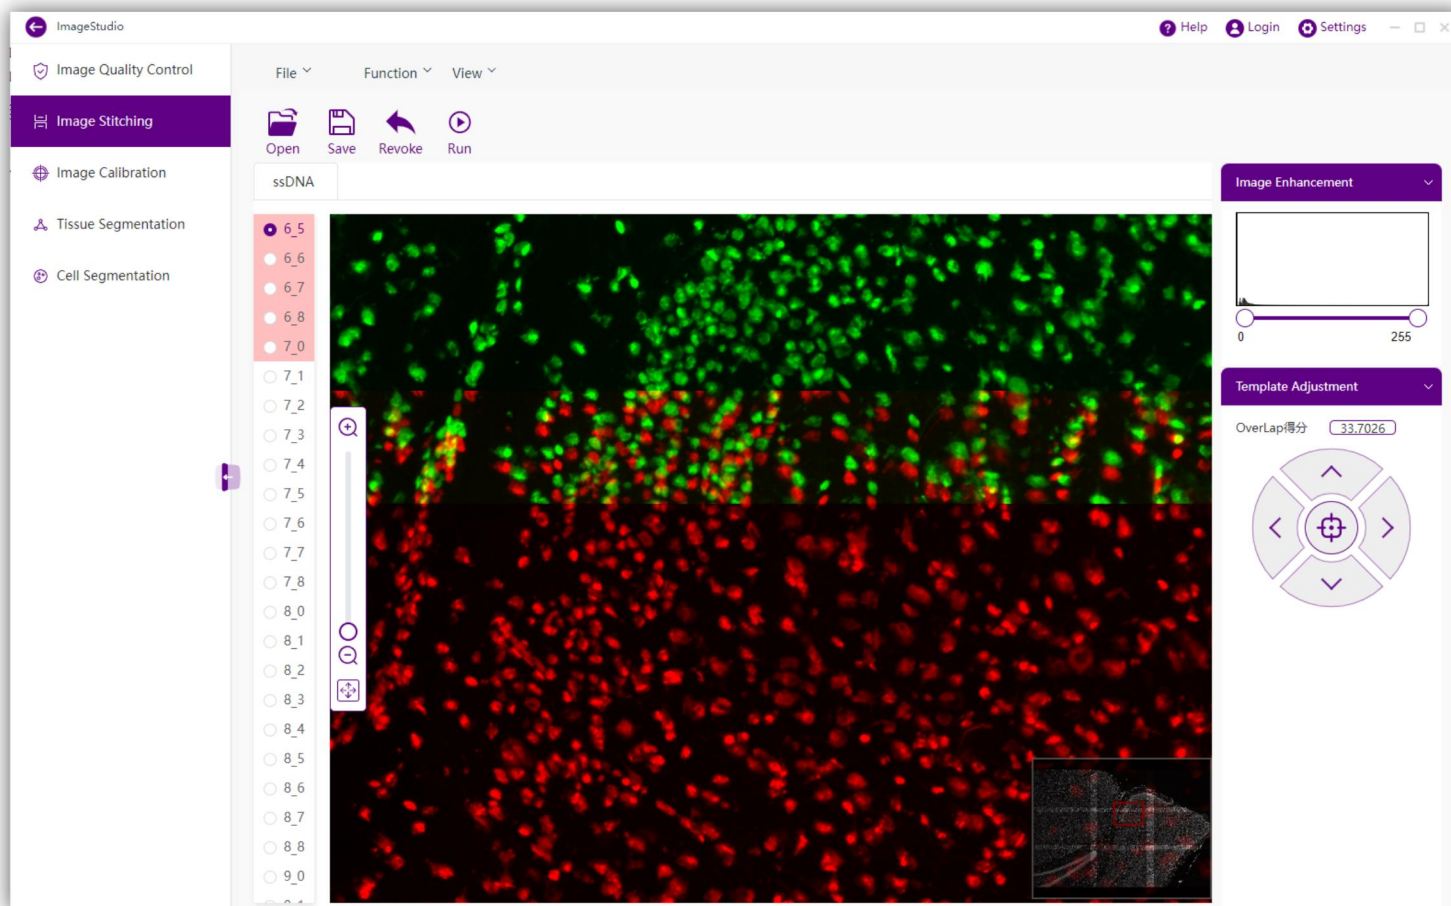 ImageStudio
Help Login Settings
Image Quality Control
Image Stitching
Image Calibration
Tissue Segmentation
Cell Segmentation
File Function View
Open Save Revoke Run
ssDNA
6_5
6_6
6_7
6_8
7_0
7_1
7_2
7_3
7_4
7_5
7_6
7_7
7_8
8_0
8_1
8_2
8_3
8_4
8_5
8_6
8_7
8_8
9_0
Image Enhancement
0 255
Template Adjustment
OverLap得分 33.7026